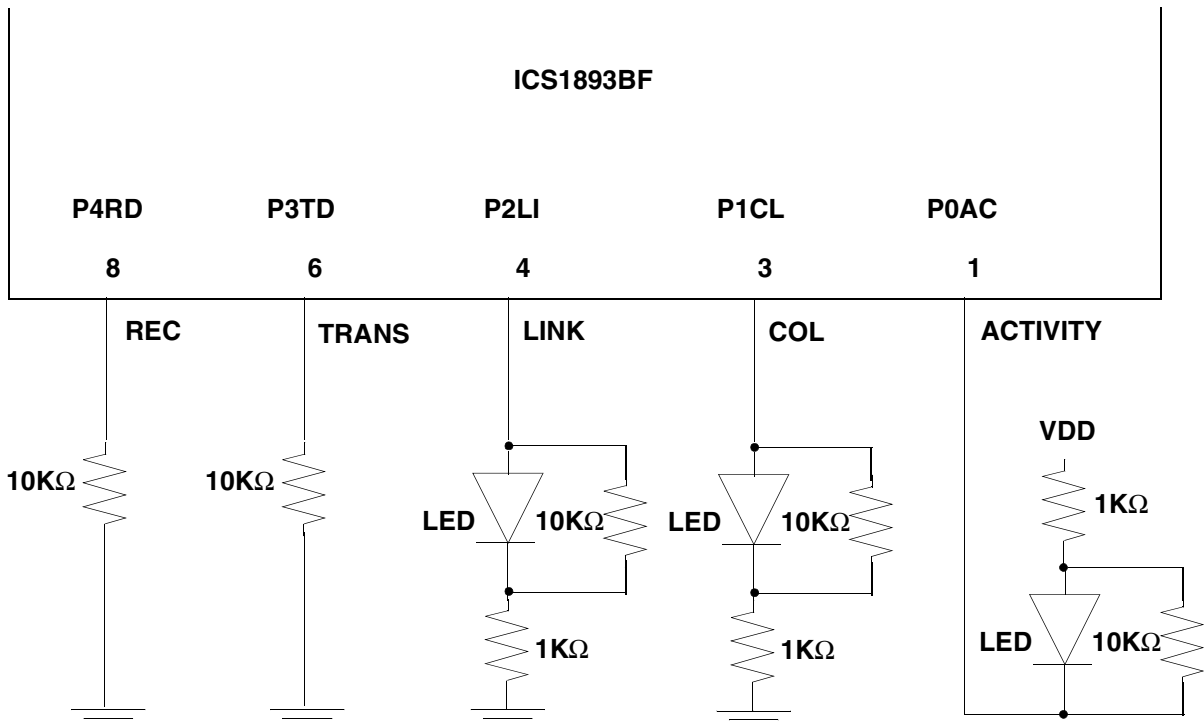 ICS1893BF
P4RD P3TD P2LI P1CL P0AC
8 6 4 3 1
REC TRANS LINK COL ACTIVITY
VDD
10KΩ 10KΩ 1KΩ
LED 10KΩ LED 10KΩ
1KΩ 1KΩ LED 10KΩ